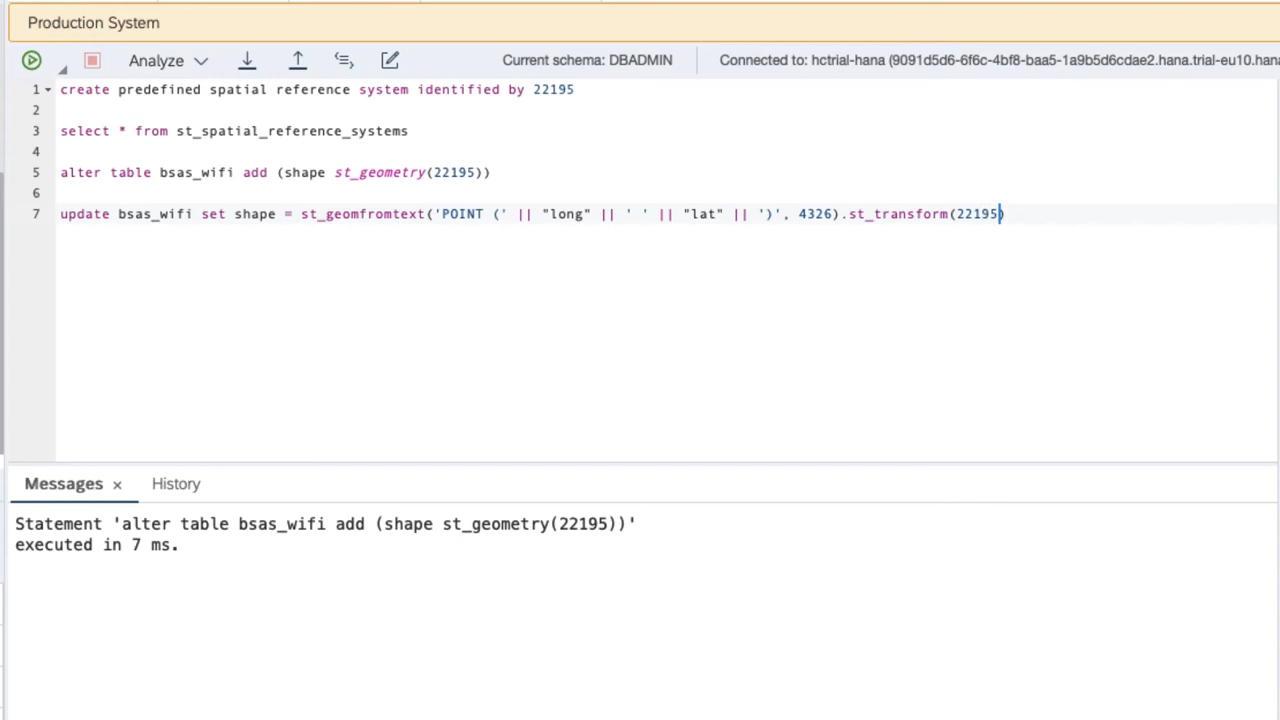 Production System
Analyze
Current schema: DBADMIN
Connected to: hctrial-hana (9091d5d6-6f6c-4bf8-baa5-1a9b5d6cdae2.hana.trial-eu10.hana
1 create predefined spatial reference system identified by 22195
2
3 select * from st_spatial_reference_systems
4
5 alter table bsas_wifi add (shape st_geometry(22195))
6
7 update bsas_wifi set shape = st_geomfromtext('POINT (' || "long" || ' ' || "lat" || ')', 4326).st_transform(22195)
Messages ×
History
Statement 'alter table bsas_wifi add (shape st_geometry(22195))'
executed in 7 ms.